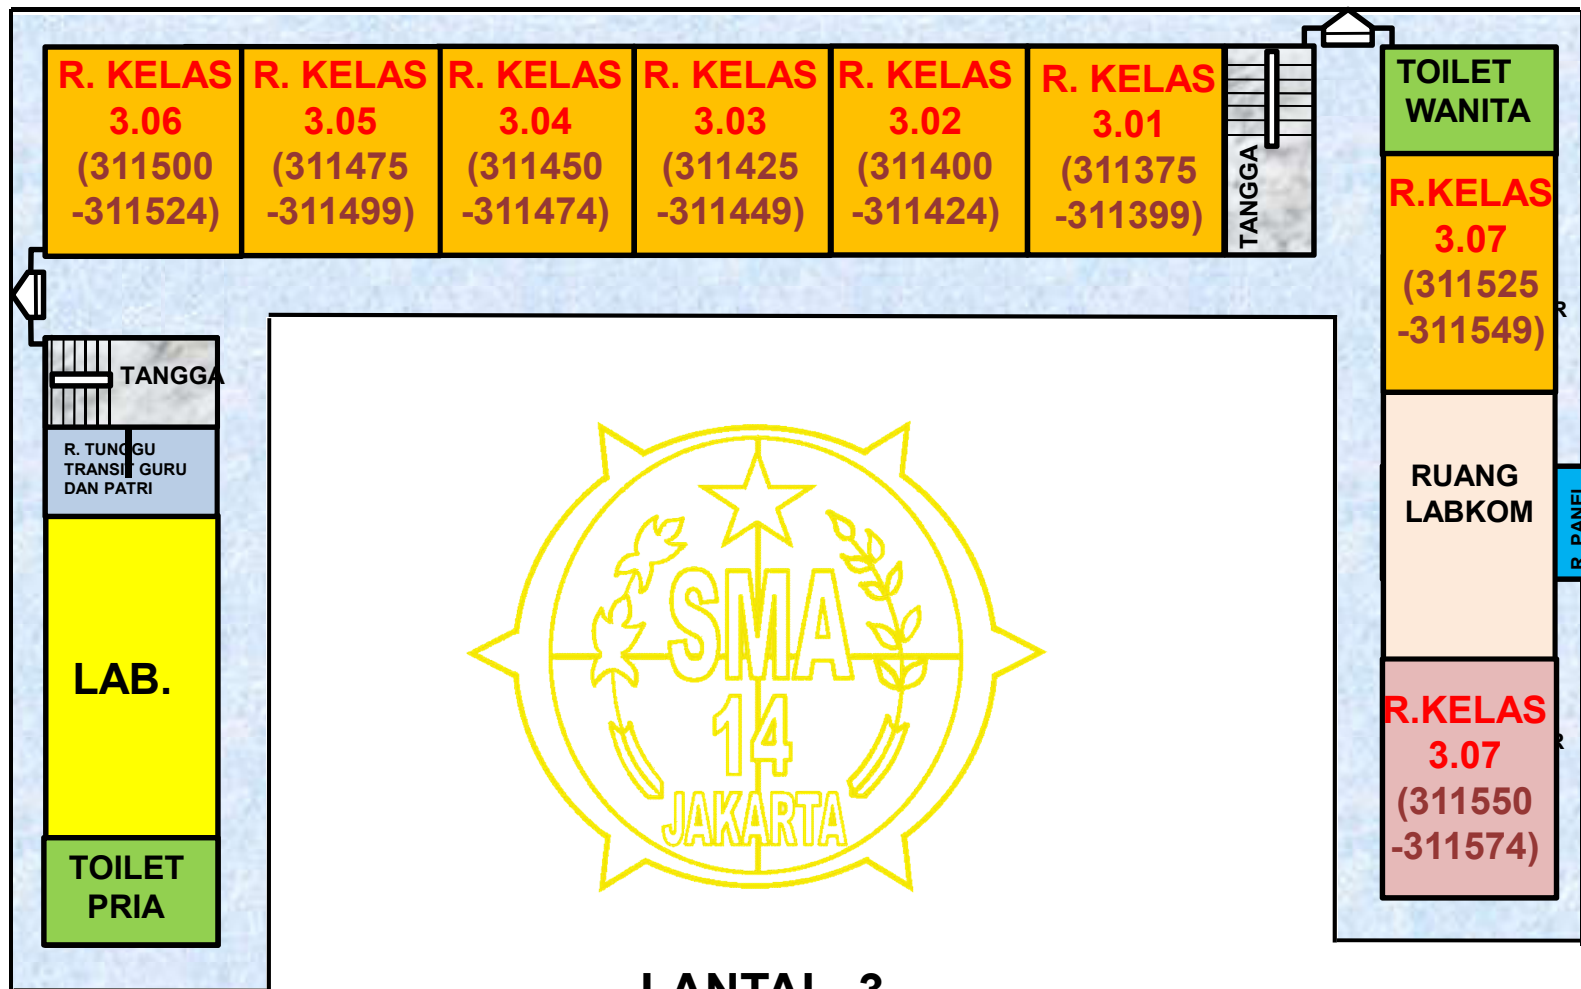 R. KELAS
3.06
(311500
-311524)
R. KELAS
3.05
(311475
-311499)
R. KELAS
3.04
(311450
-311474)
R. KELAS
3.03
(311425
-311449)
R. KELAS
3.02
(311400
-311424)
R. KELAS
3.01
(311375
-311399)
TANGGA
TOILET
WANITA
R.KELAS
3.07
(311525
-311549)
R
TANGGA
R. TUNGGU
TRANSIT GURU
DAN PATRI
RUANG
LABKOM
R. PANEL
LAB.
SMA
14
JAKARTA
R.KELAS
3.07
(311550
-311574)
R
TOILET
PRIA
LANTAI 3